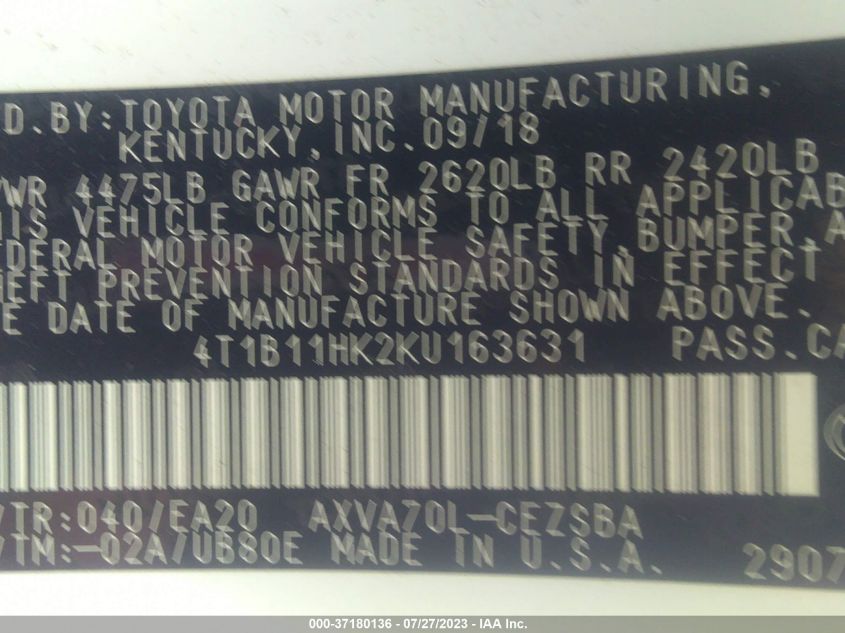 D.BY:TOYOTA MOTOR MANUFACTURING,
KENTUCKY,INC.09/18
WR 4475LB GAWR FR 2620LB RR 2420LB
IS VEHICLE CONFORMS TO ALL APPLICAB
DERAL MOTOR VEHICLE SAFETY,BUMPER,A
EFT PREVENTION STANDARDS IN EFFECT
E DATE OF MANUFACTURE SHOWN ABOVE.
4T1B11HK2KU163631 PASS.CA
/TR:040/EA20 AXVA70L-CEZSBA
/TM:-02A/UB80E MADE IN U.S.A.
2907
000-37180136 - 07/27/2023 - IAA Inc.